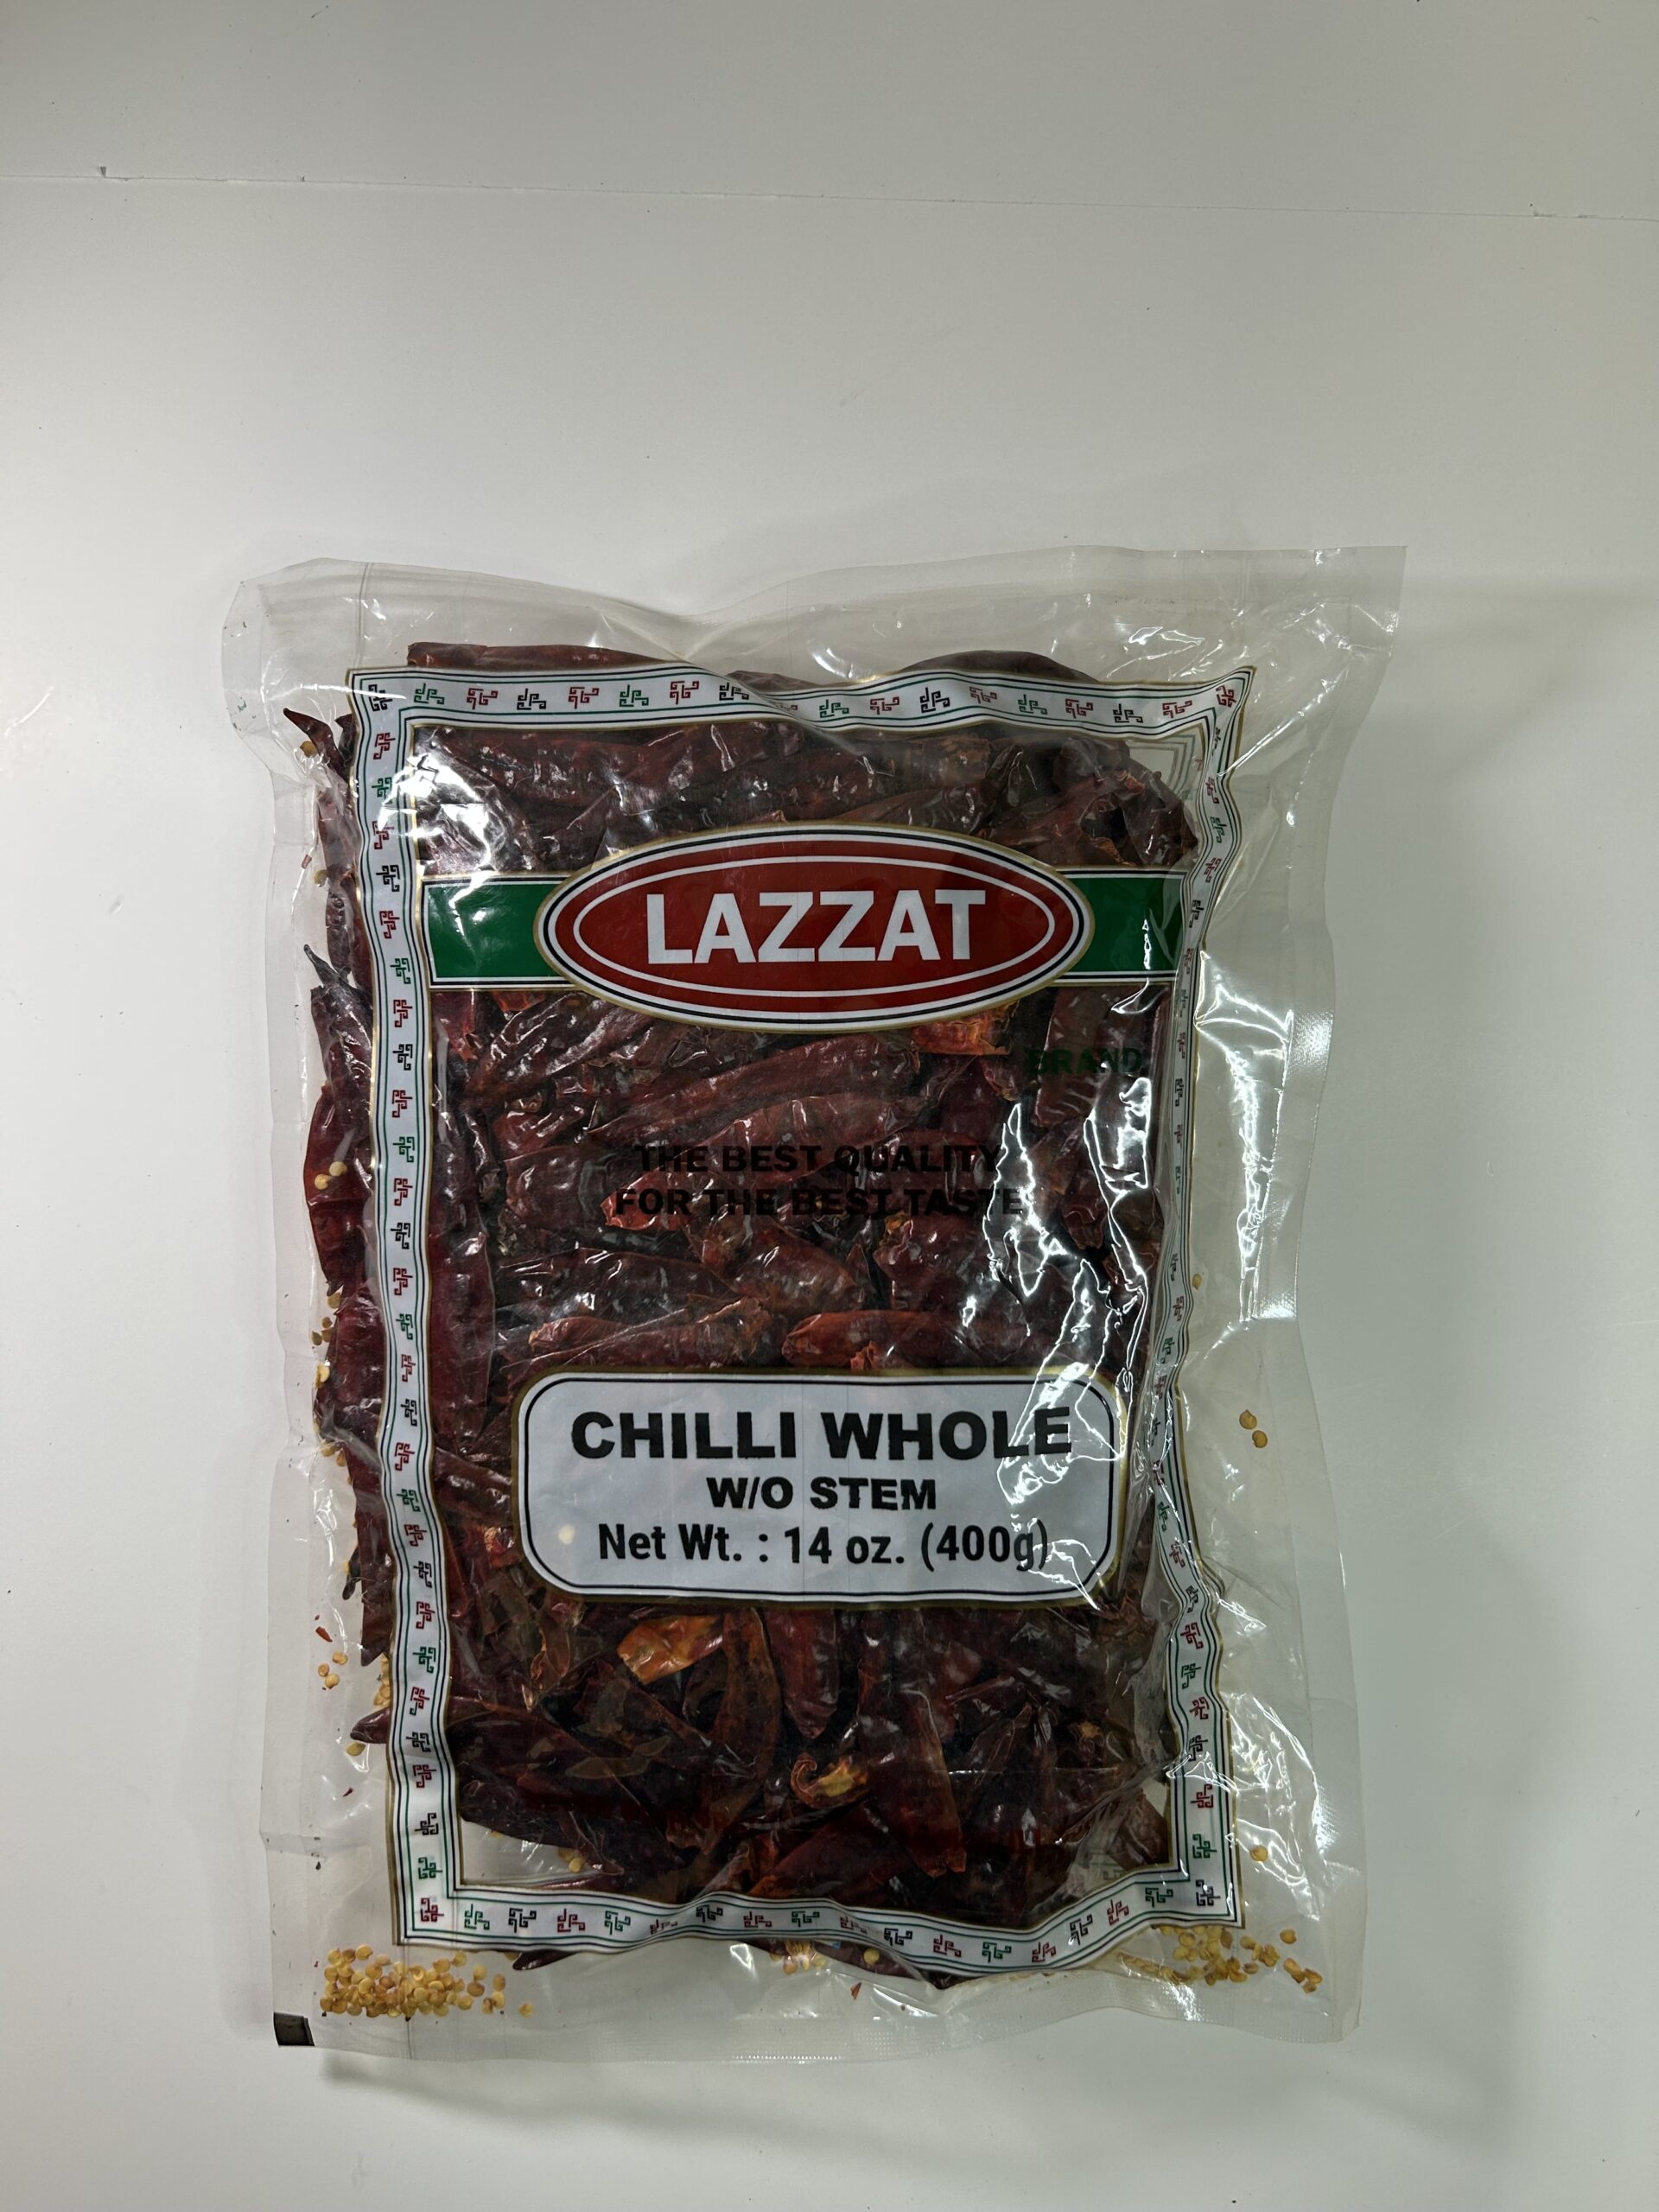 LAZZAT
BRAND
THE BEST QUALITY
FOR THE BEST TASTE
CHILLI WHOLE
W/O STEM
Net Wt. : 14 oz. (400g)